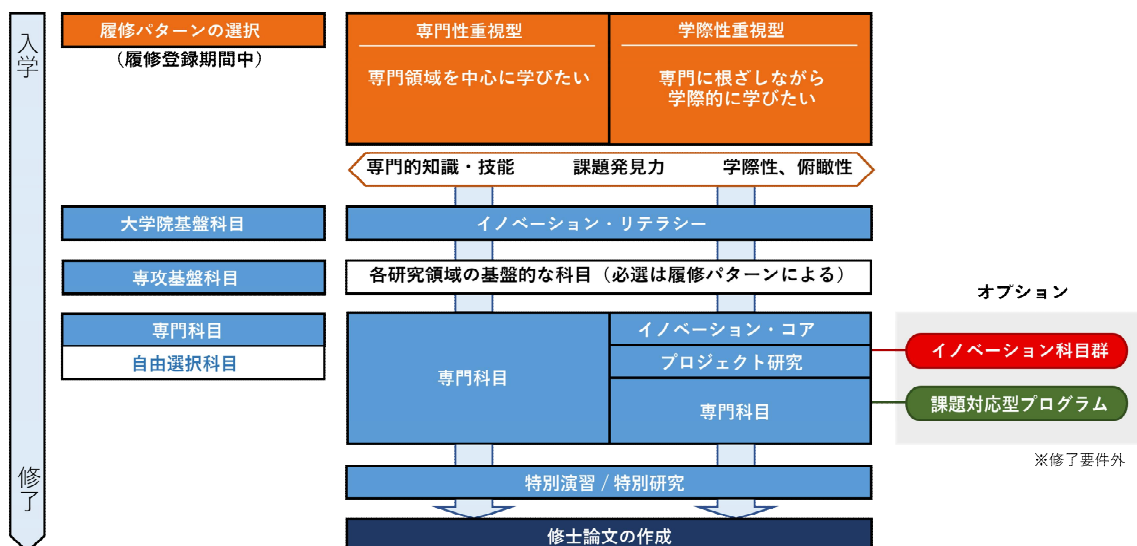 入学
履修パターンの選択
(履修登録期間中)
専門性重視型
専門領域を中心に学びたい
学際性重視型
専門に根ざしながら
学際的に学びたい
専門的知識・技能
課題発見力
学際性、俯瞰性
大学院基盤科目
イノベーション・リテラシー
専攻基盤科目
各研究領域の基盤的な科目（必選は履修パターンによる）
専門科目
自由選択科目
専門科目
イノベーション・コア
プロジェクト研究
専門科目
オプション
イノベーション科目群
課題対応型プログラム
※修了要件外
特別演習 / 特別研究
修士論文の作成
修了